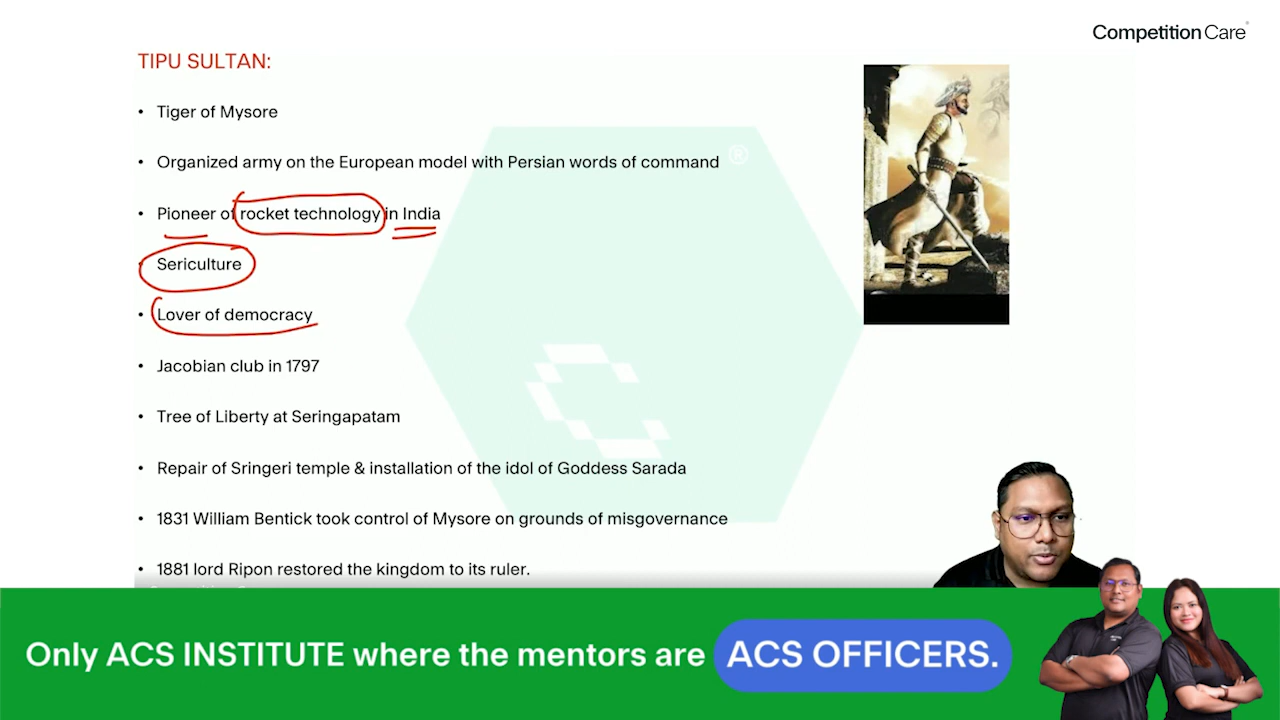 Competition Care
TIPU SULTAN:
• Tiger of Mysore
• Organized army on the European model with Persian words of command
• Pioneer of rocket technology in India
• Sericulture
• Lover of democracy
• Jacobian club in 1797
• Tree of Liberty at Seringapatam
• Repair of Sringeri temple & installation of the idol of Goddess Sarada
• 1831 William Bentick took control of Mysore on grounds of misgovernance
• 1881 lord Ripon restored the kingdom to its ruler.
Only ACS INSTITUTE where the mentors are ACS OFFICERS.